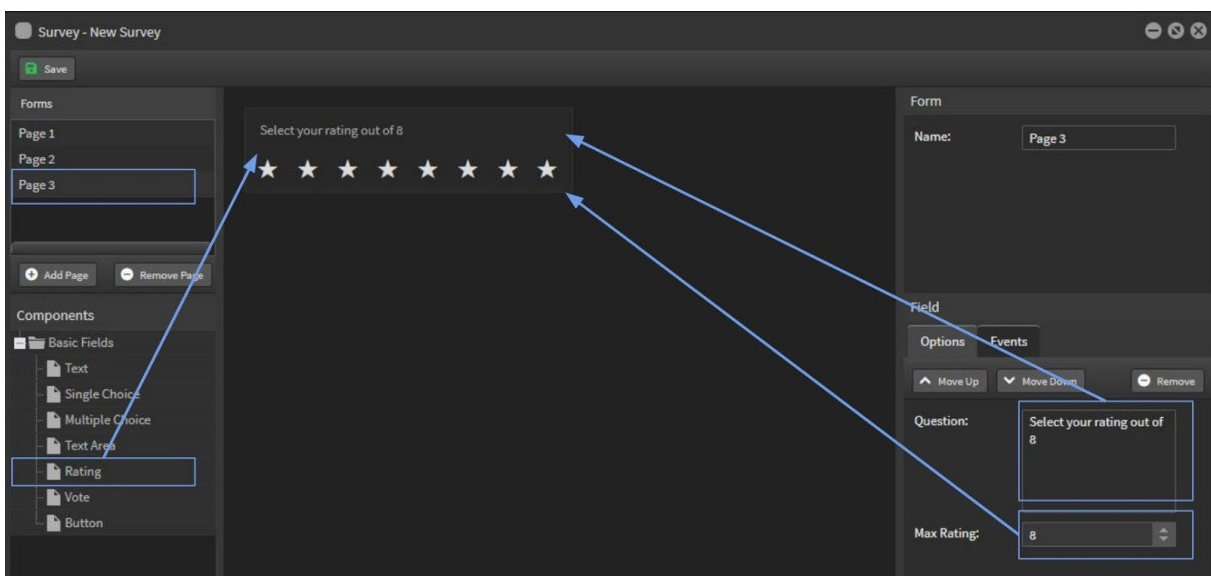 Survey - New Survey
Save
Forms
Page 1
Page 2
Page 3
Add Page
Remove Page
Components
Basic Fields
Text
Single Choice
Multiple Choice
Text Area
Rating
Vote
Button
Select your rating out of 8
Form
Name:
Page 3
Field
Options
Events
Move Up
Move Down
Remove
Question:
Select your rating out of
8
Max Rating:
8